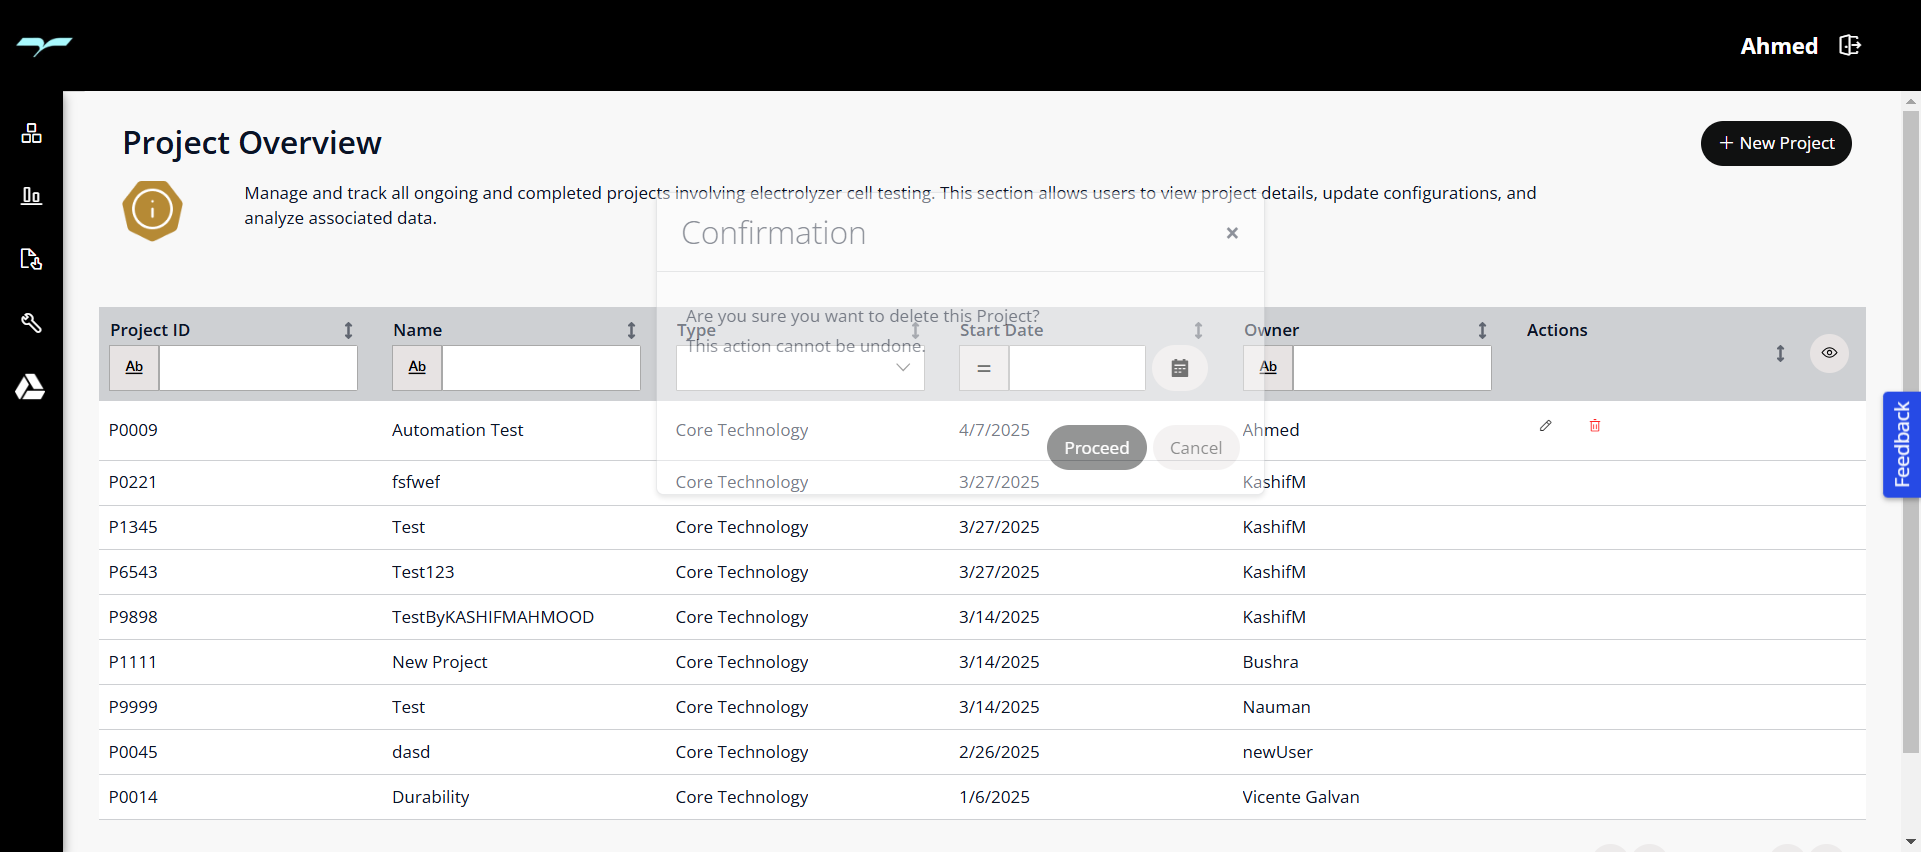 Ahmed
Project Overview
+ New Project
Manage and track all ongoing and completed projects involving electrolyzer cell testing. This section allows users to view project details, update configurations, and
analyze associated data.
Confirmation
×
Are you sure you want to delete this Project?
This action cannot be undone.
Project ID Name Type Start Date Owner Actions
Ab Ab = Ab
P0009 Automation Test Core Technology 4/7/2025 Ahmed
Proceed Cancel
P0221 fsfwef Core Technology 3/27/2025 KashifM
P1345 Test Core Technology 3/27/2025 KashifM
P6543 Test123 Core Technology 3/27/2025 KashifM
P9898 TestByKASHIFMAHMOOD Core Technology 3/14/2025 KashifM
P1111 New Project Core Technology 3/14/2025 Bushra
P9999 Test Core Technology 3/14/2025 Nauman
P0045 dasd Core Technology 2/26/2025 newUser
P0014 Durability Core Technology 1/6/2025 Vicente Galvan
Feedback